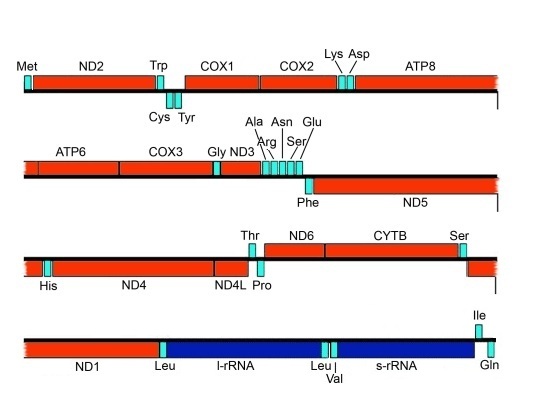 Lys Asp
Met ND2 Trp COX1 COX2 ATP8
Cys Tyr
Ala Asn Glu
Arg Ser
ATP6 COX3 Gly ND3
Phe ND5
Thr ND6 CYTB Ser
His ND4 ND4L Pro
Ile
ND1 Leu l-rRNA Leu s-rRNA Gln
Val